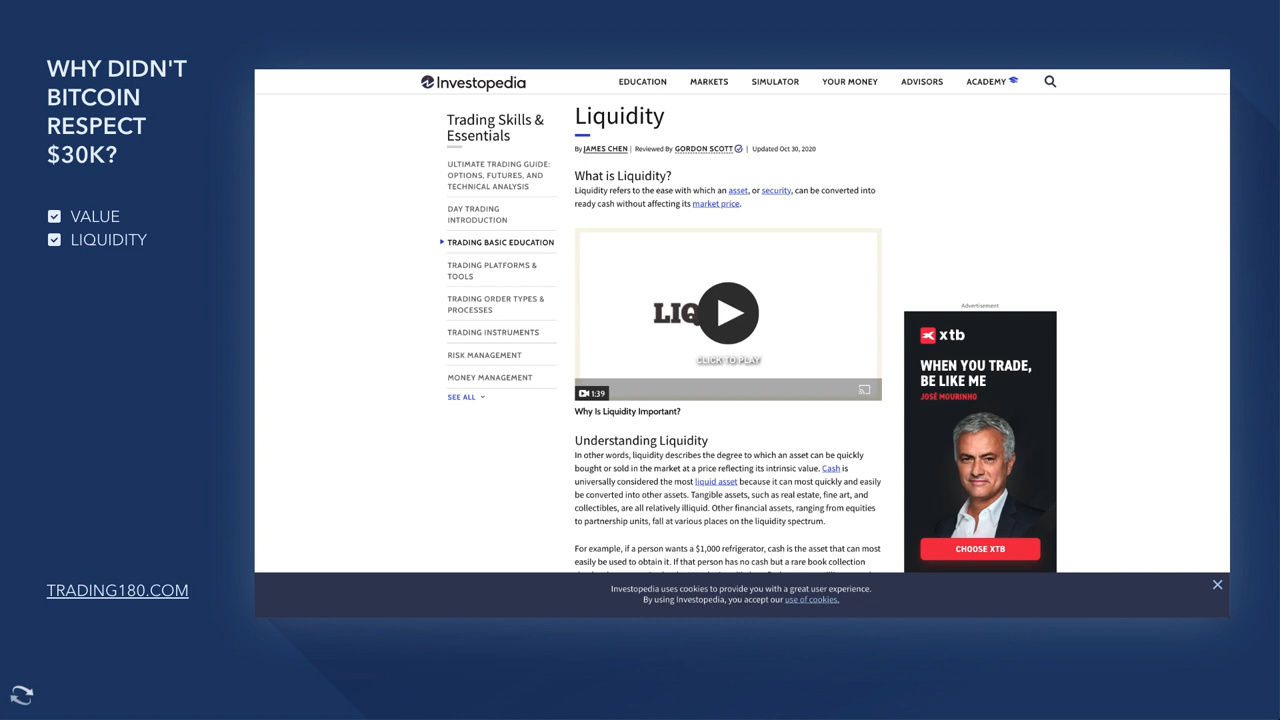 WHY DIDN'T
BITCOIN
RESPECT
$30K?
VALUE
LIQUIDITY
TRADING180.COM
Investopedia
EDUCATION MARKETS SIMULATOR YOUR MONEY ADVISORS ACADEMY
Trading Skills &
Essentials
ULTIMATE TRADING GUIDE:
OPTIONS, FUTURES, AND
TECHNICAL ANALYSIS
DAY TRADING
INTRODUCTION
TRADING BASIC EDUCATION
TRADING PLATFORMS &
TOOLS
TRADING ORDER TYPES &
PROCESSES
TRADING INSTRUMENTS
RISK MANAGEMENT
MONEY MANAGEMENT
SEE ALL
Liquidity
By JAMES CHEN | Reviewed By GORDON SCOTT | Updated Oct 30, 2020
What is Liquidity?
Liquidity refers to the ease with which an asset, or security, can be converted into
ready cash without affecting its market price.
LIQ
CLICK TO PLAY
1:39
Why Is Liquidity Important?
Understanding Liquidity
In other words, liquidity describes the degree to which an asset can be quickly
bought or sold in the market at a price reflecting its intrinsic value. Cash is
universally considered the most liquid asset because it can most quickly and easily
be converted into other assets. Tangible assets, such as real estate, fine art, and
collectibles, are all relatively illiquid. Other financial assets, ranging from equities
to partnership units, fall at various places on the liquidity spectrum.
For example, if a person wants a $1,000 refrigerator, cash is the asset that can most
easily be used to obtain it. If that person has no cash but a rare book collection
Advertisement
xtb
WHEN YOU TRADE,
BE LIKE ME
JOSÉ MOURINHO
CHOOSE XTB
Investopedia uses cookies to provide you with a great user experience.
By using Investopedia, you accept our use of cookies.